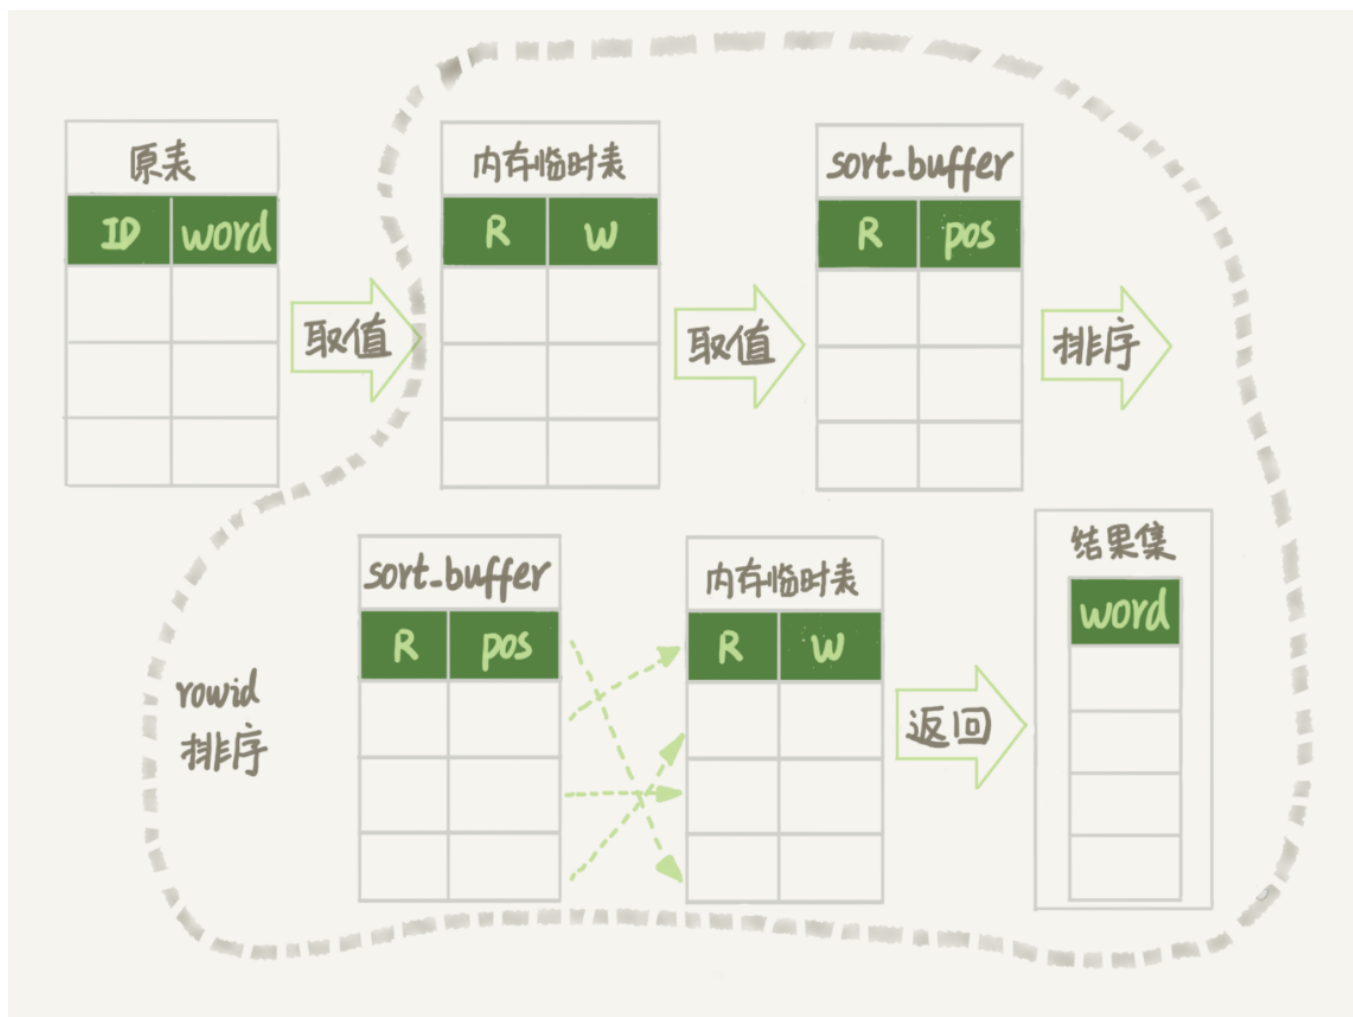 原表
ID word
取值
内存临时表
R W
取值
sort_buffer
R pos
排序
rowid
排序
sort_buffer
R pos
内存临时表
R W
返回
结果集
word